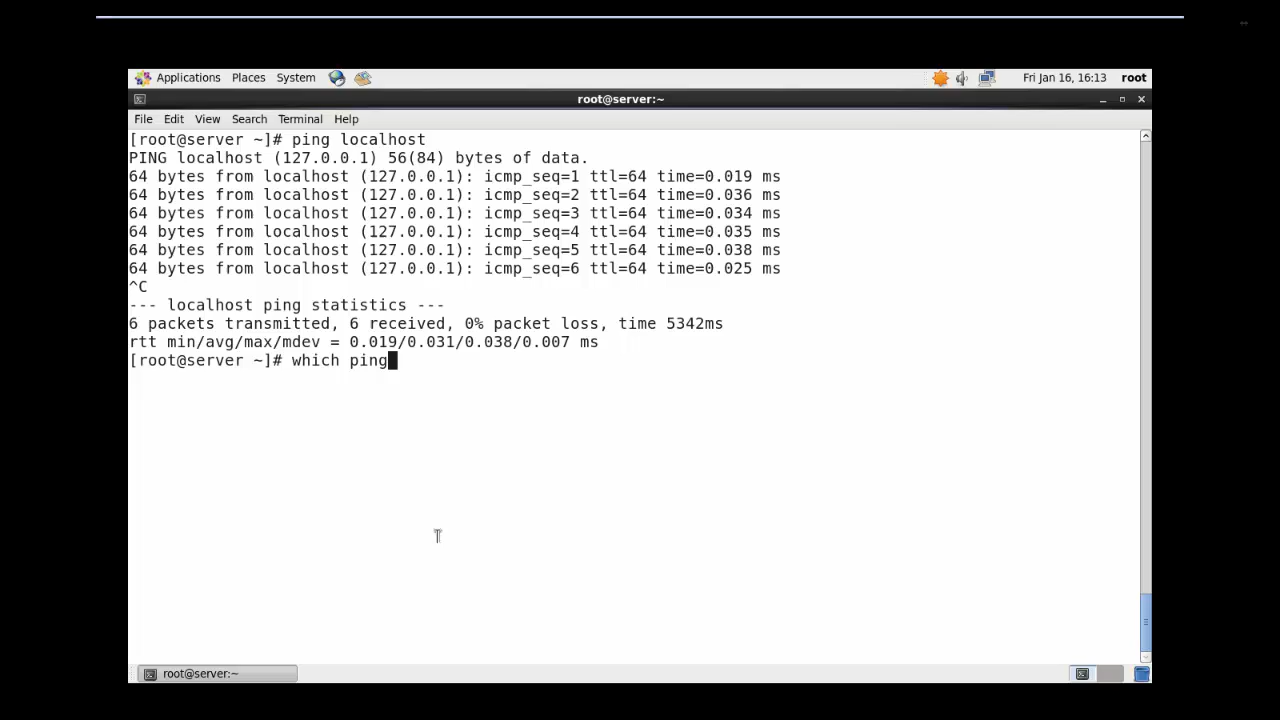 Applications Places System Fri Jan 16, 16:13 root
root@server:~
File Edit View Search Terminal Help
[root@server ~]# ping localhost
PING localhost (127.0.0.1) 56(84) bytes of data.
64 bytes from localhost (127.0.0.1): icmp_seq=1 ttl=64 time=0.019 ms
64 bytes from localhost (127.0.0.1): icmp_seq=2 ttl=64 time=0.036 ms
64 bytes from localhost (127.0.0.1): icmp_seq=3 ttl=64 time=0.034 ms
64 bytes from localhost (127.0.0.1): icmp_seq=4 ttl=64 time=0.035 ms
64 bytes from localhost (127.0.0.1): icmp_seq=5 ttl=64 time=0.038 ms
64 bytes from localhost (127.0.0.1): icmp_seq=6 ttl=64 time=0.025 ms
^C
--- localhost ping statistics ---
6 packets transmitted, 6 received, 0% packet loss, time 5342ms
rtt min/avg/max/mdev = 0.019/0.031/0.038/0.007 ms
[root@server ~]# which ping
root@server:~